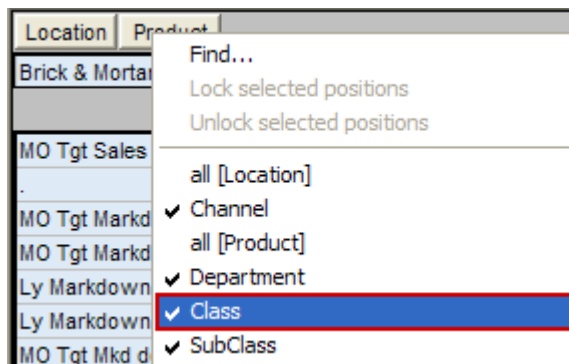 Location Product
Brick & Mortar
MO Tgt Sales
.
MO Tgt Markd
MO Tgt Markd
Ly Markdown
Ly Markdown
MO Tgt Mkd d
Find...
Lock selected positions
Unlock selected positions
all [Location]
Channel
all [Product]
Department
Class
SubClass